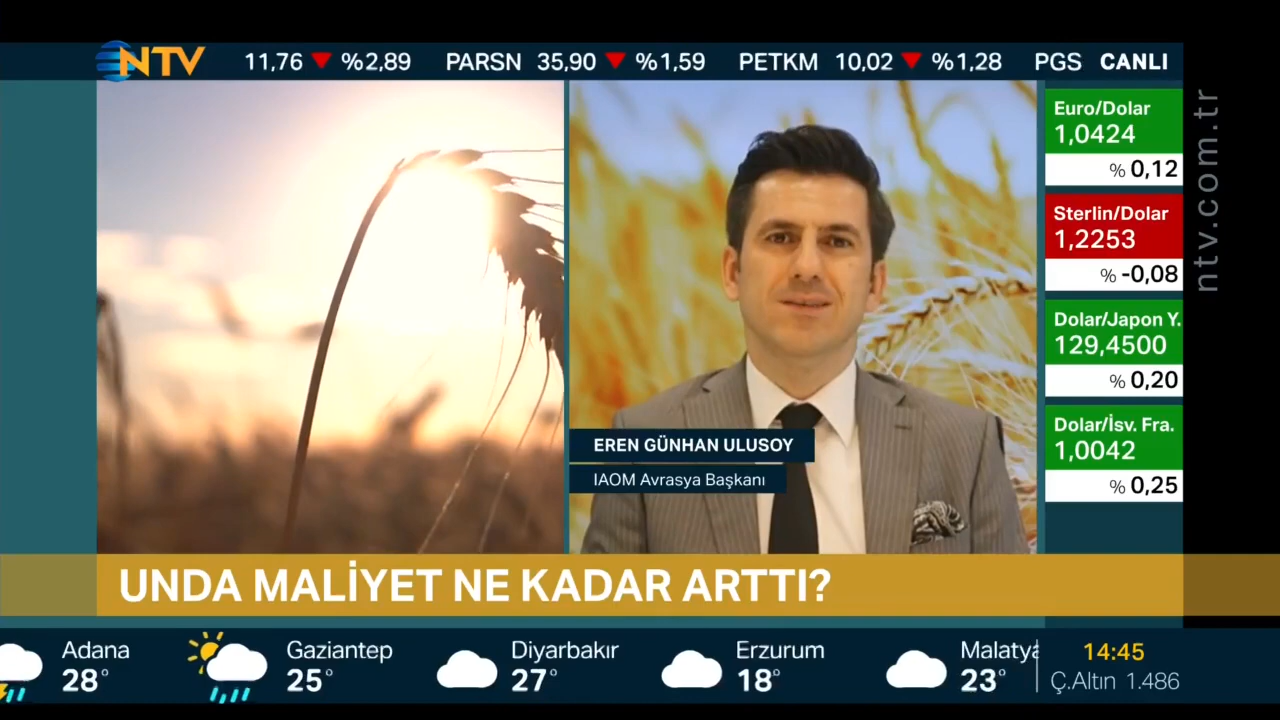 NTV
11,76 %2,89 PARSN 35,90 %1,59 PETKM 10,02 %1,28 PGS CANLI
Euro/Dolar
1,0424
% 0,12
Sterlin/Dolar
1,2253
% -0,08
Dolar/Japon Y.
129,4500
% 0,20
Dolar/İsv. Fra.
1,0042
% 0,25
ntv.com.tr
EREN GÜNHAN ULUSOY
IAOM Avrasya Başkanı
UNDA MALİYET NE KADAR ARTTI?
Adana
28°
Gaziantep
25°
Diyarbakır
27°
Erzurum
18°
Malatya
23°
14:45
Ç.Altın 1.486